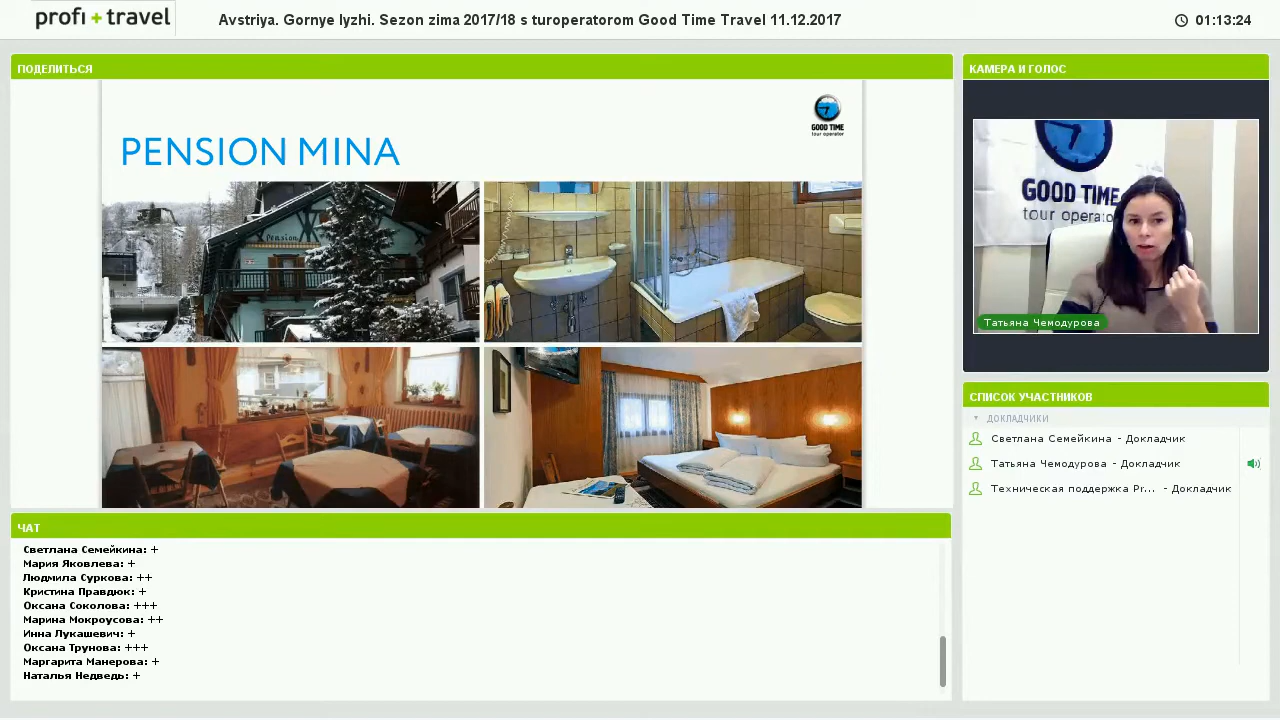 profi + travel
Avstriya. Gornye lyzhi. Sezon zima 2017/18 s turoperatorom Good Time Travel 11.12.2017
01:13:24
ПОДЕЛИТЬСЯ
GOOD TIME
tour operator
PENSION MINA
Pension
ЧАТ
Светлана Семейкина: +
Мария Яковлева: +
Людмила Суркова: ++
Кристина Правдюк: +
Оксана Соколова: +++
Марина Мокроусова: ++
Инна Лукашевич: +
Оксана Трунова: +++
Маргарита Манерова: +
Наталья Недведь: +
КАМЕРА И ГОЛОС
GOOD TIME
tour operator
Татьяна Чемодурова
СПИСОК УЧАСТНИКОВ
ДОКЛАДЧИКИ
Светлана Семейкина - Докладчик
Татьяна Чемодурова - Докладчик
Техническая поддержка Pr... - Докладчик